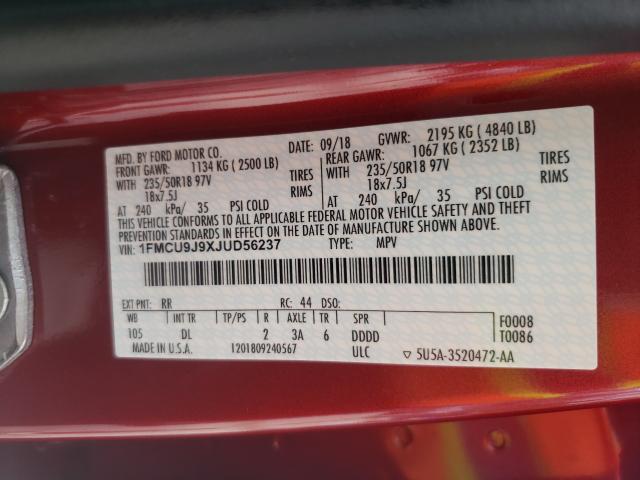 MFD. BY FORD MOTOR CO. DATE: 09/18 GVWR: 2195 KG ( 4840 LB)
FRONT GAWR: 1134 KG ( 2500 LB) REAR GAWR: 1067 KG ( 2352 LB)
WITH 235/50R18 97V TIRES WITH 235/50R18 97V TIRES
18x7.5J RIMS 18x7.5J RIMS
AT 240 kPa/ 35 PSI COLD AT 240 kPa/ 35 PSI COLD
THIS VEHICLE CONFORMS TO ALL APPLICABLE FEDERAL MOTOR VEHICLE SAFETY AND THEFT
PREVENTION STANDARDS IN EFFECT ON THE DATE OF MANUFACTURE SHOWN ABOVE.
VIN: 1FMCU9J9XJUD56237 TYPE: MPV
EXT PNT: RR RC: 44 DSO:
WB INT TR TP/PS R AXLE TR SPR F0008
105 DL 2 3A 6 DDDD T0086
MADE IN U.S.A. 1201809240567 ULC ▽ 5U5A-3520472-AA